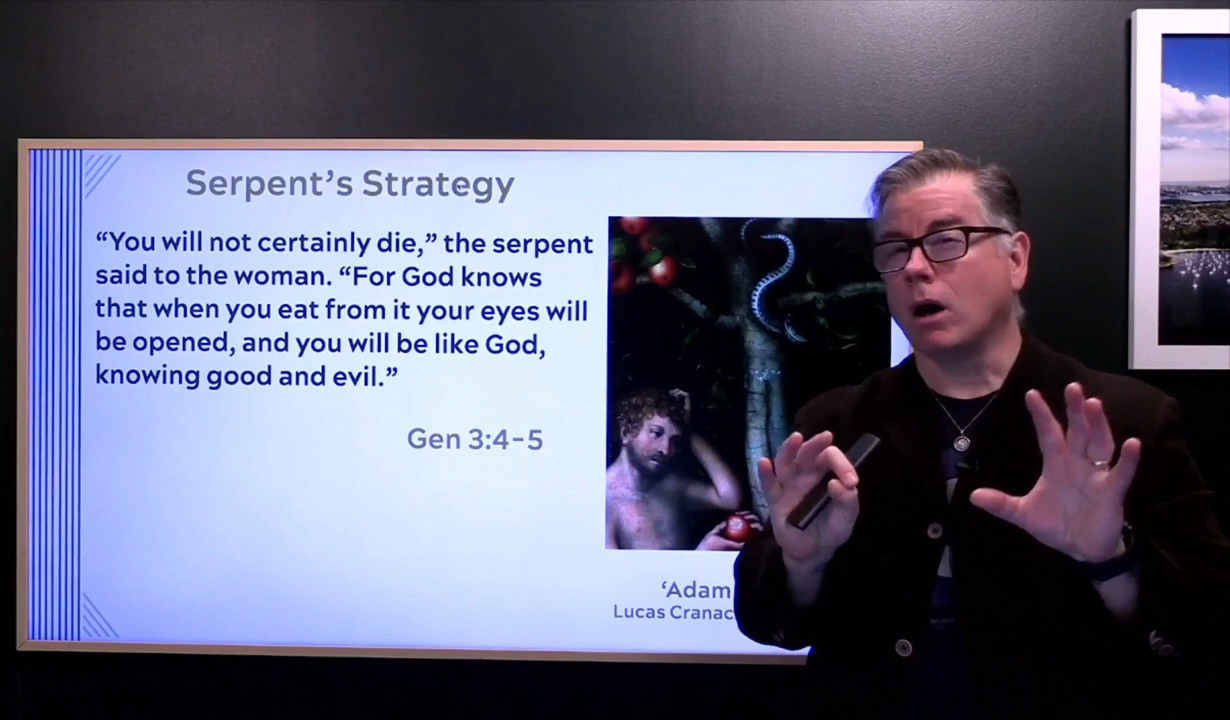 Serpent’s Strategy
“You will not certainly die,” the serpent
said to the woman. “For God knows
that when you eat from it your eyes will
be opened, and you will be like God,
knowing good and evil.”
Gen 3:4-5
‘Adam
Lucas Cranac